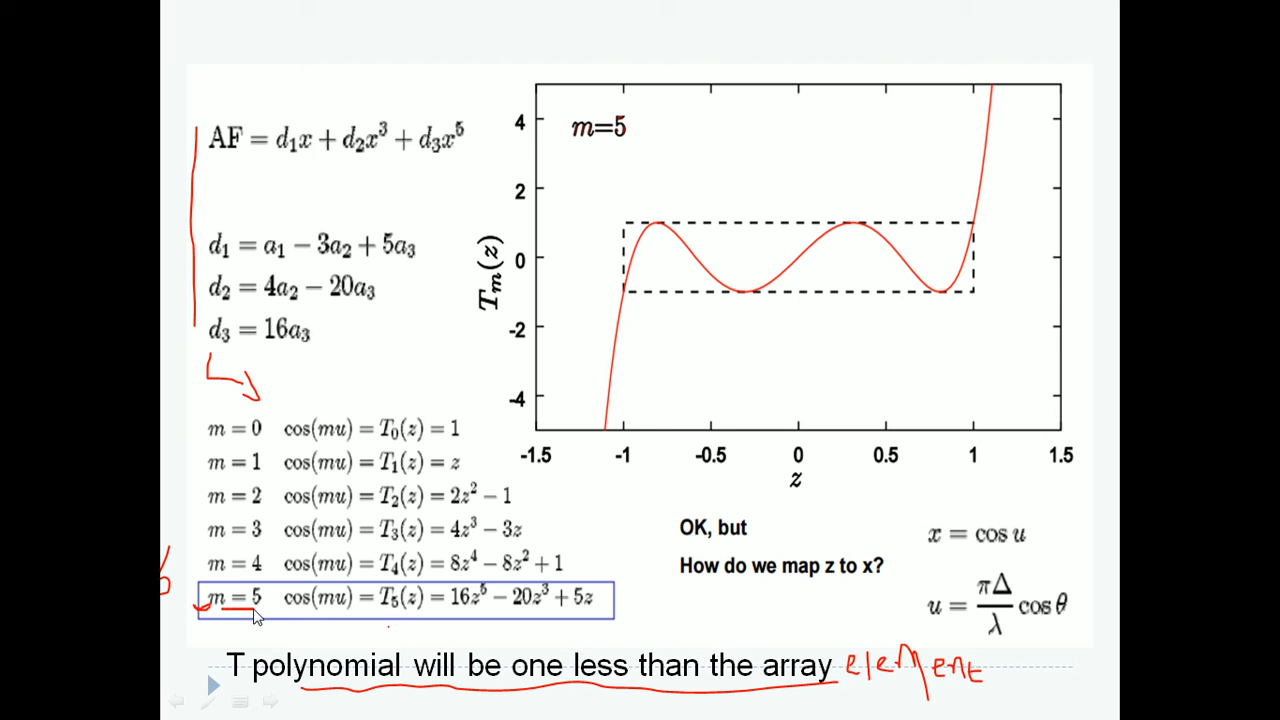 AF = d₁x + d₂x³ + d₃x⁵
d₁ = a₁ − 3a₂ + 5a₃
d₂ = 4a₂ − 20a₃
d₃ = 16a₃
m = 0 cos(mu) = T₀(z) = 1
m = 1 cos(mu) = T₁(z) = z
m = 2 cos(mu) = T₂(z) = 2z² − 1
m = 3 cos(mu) = T₃(z) = 4z³ − 3z
m = 4 cos(mu) = T₄(z) = 8z⁴ − 8z² + 1
6
m = 5 cos(mu) = T₅(z) = 16z⁵ − 20z³ + 5z
m=5
Tₘ(z)
4
2
0
-2
-4
-1.5 -1 -0.5 0 0.5 1 1.5
z
OK, but
How do we map z to x?
x = cos u
u = πΔ/λ cos θ
T polynomial will be one less than the array element